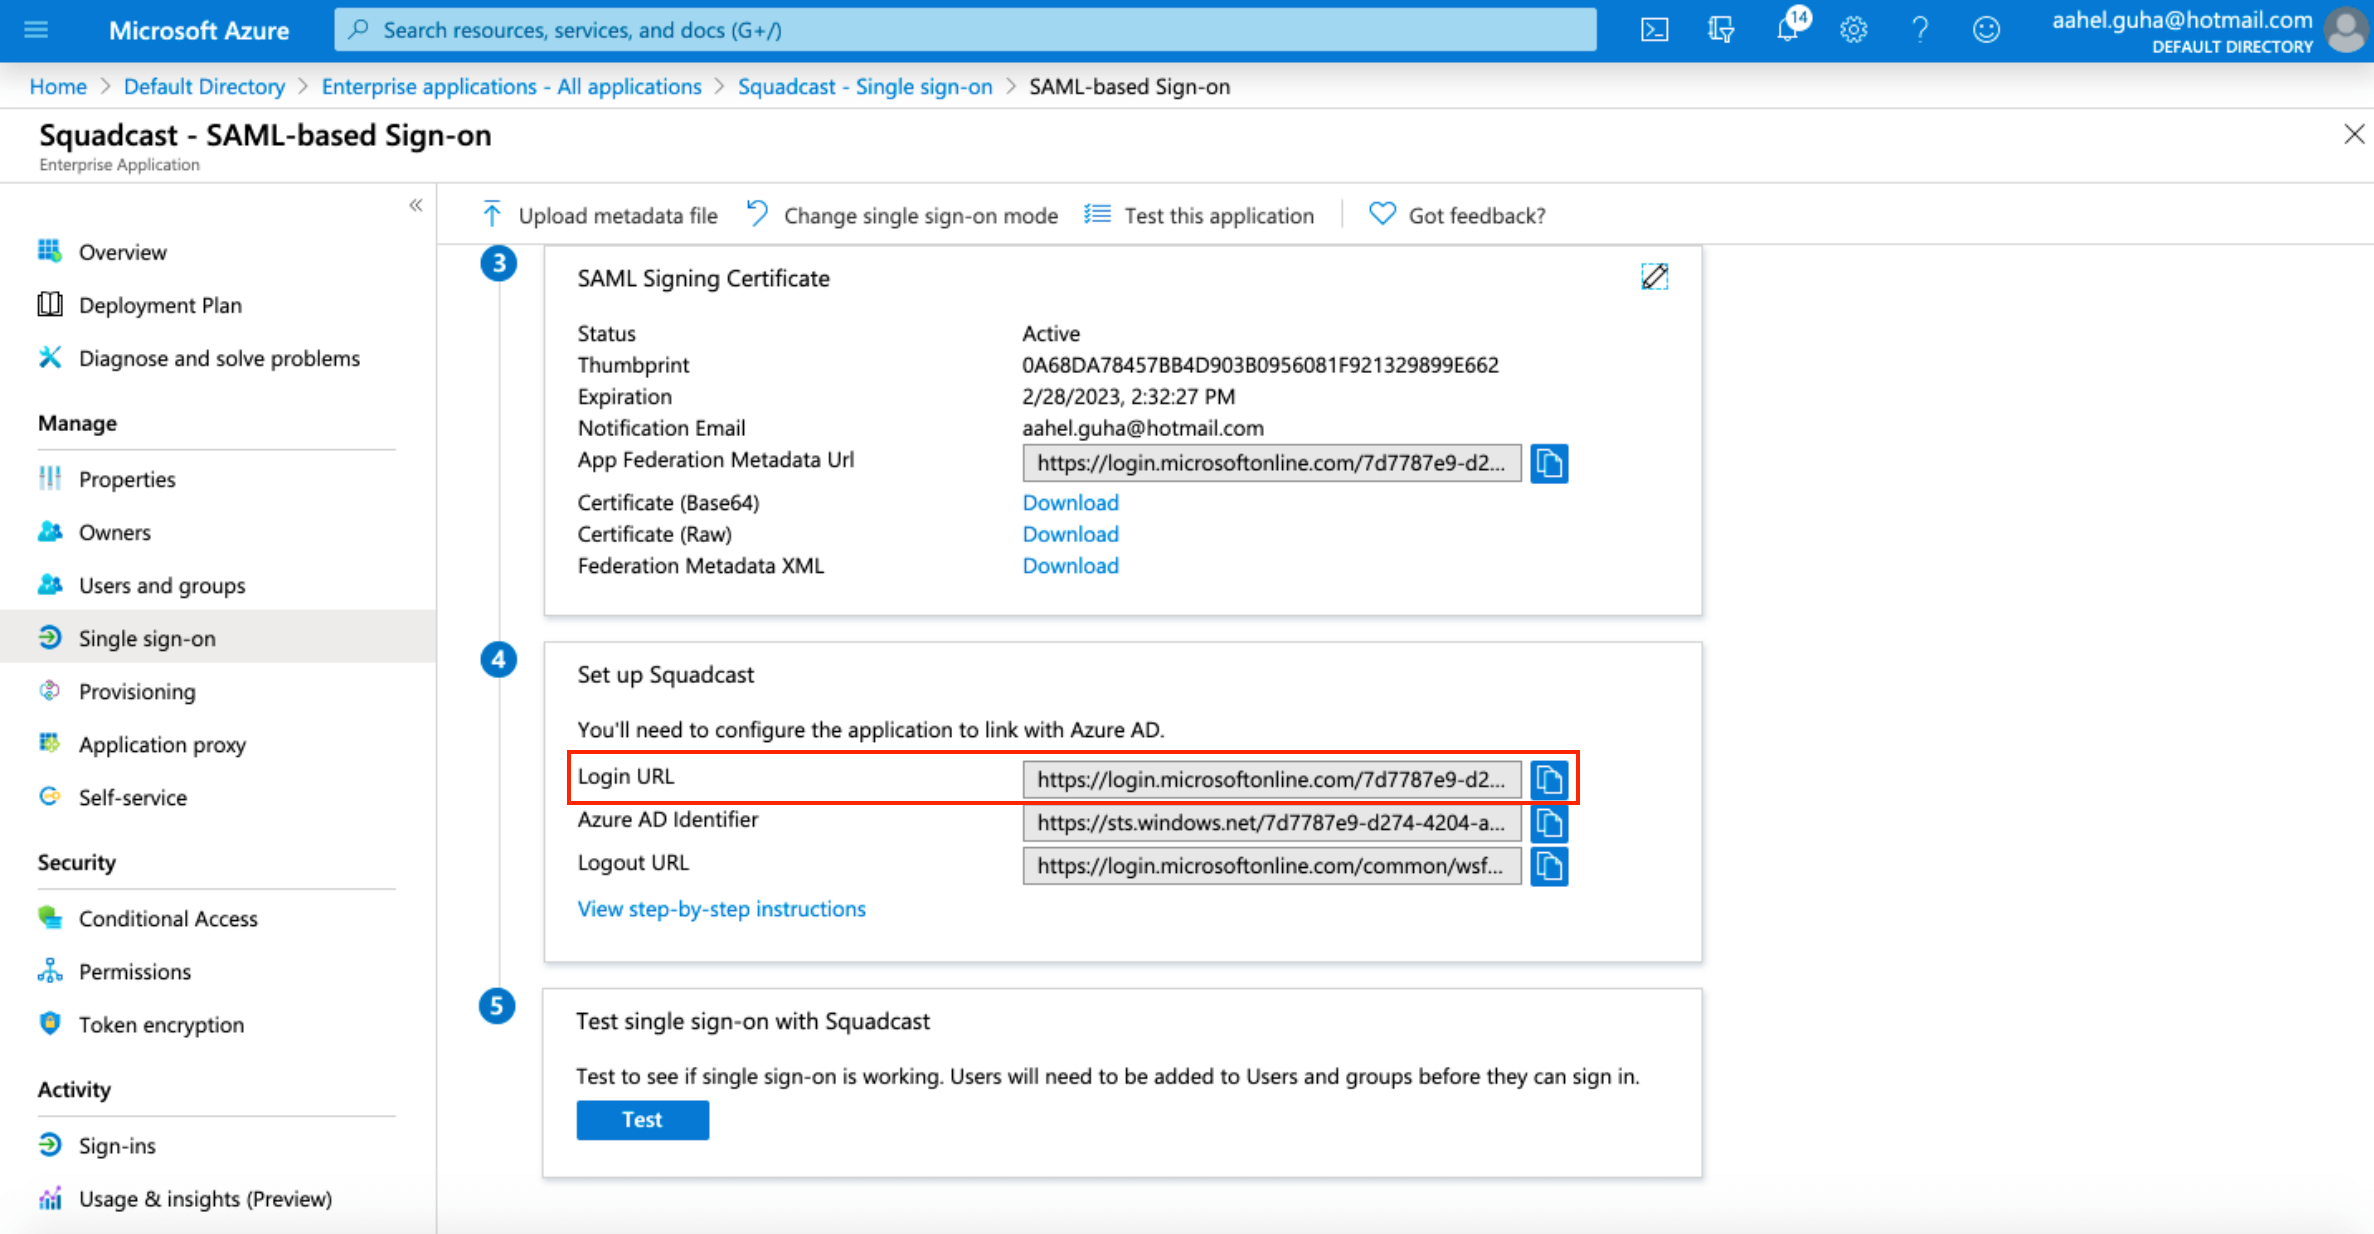 Microsoft Azure
Search resources, services, and docs (G+/)
14
aahel.guha@hotmail.com
DEFAULT DIRECTORY
Home > Default Directory > Enterprise applications - All applications > Squadcast - Single sign-on > SAML-based Sign-on
Squadcast - SAML-based Sign-on
Enterprise Application
«
Overview
Deployment Plan
Diagnose and solve problems
Manage
Properties
Owners
Users and groups
Single sign-on
Provisioning
Application proxy
Self-service
Security
Conditional Access
Permissions
Token encryption
Activity
Sign-ins
Usage & insights (Preview)
Upload metadata file
Change single sign-on mode
Test this application
Got feedback?
3
SAML Signing Certificate
Status Active
Thumbprint 0A68DA78457BB4D903B0956081F921329899E662
Expiration 2/28/2023, 2:32:27 PM
Notification Email aahel.guha@hotmail.com
App Federation Metadata Url https://login.microsoftonline.com/7d7787e9-d2...
Certificate (Base64) Download
Certificate (Raw) Download
Federation Metadata XML Download
4
Set up Squadcast
You'll need to configure the application to link with Azure AD.
Login URL https://login.microsoftonline.com/7d7787e9-d2...
Azure AD Identifier https://sts.windows.net/7d7787e9-d274-4204-a...
Logout URL https://login.microsoftonline.com/common/wsf...
View step-by-step instructions
5
Test single sign-on with Squadcast
Test to see if single sign-on is working. Users will need to be added to Users and groups before they can sign in.
Test